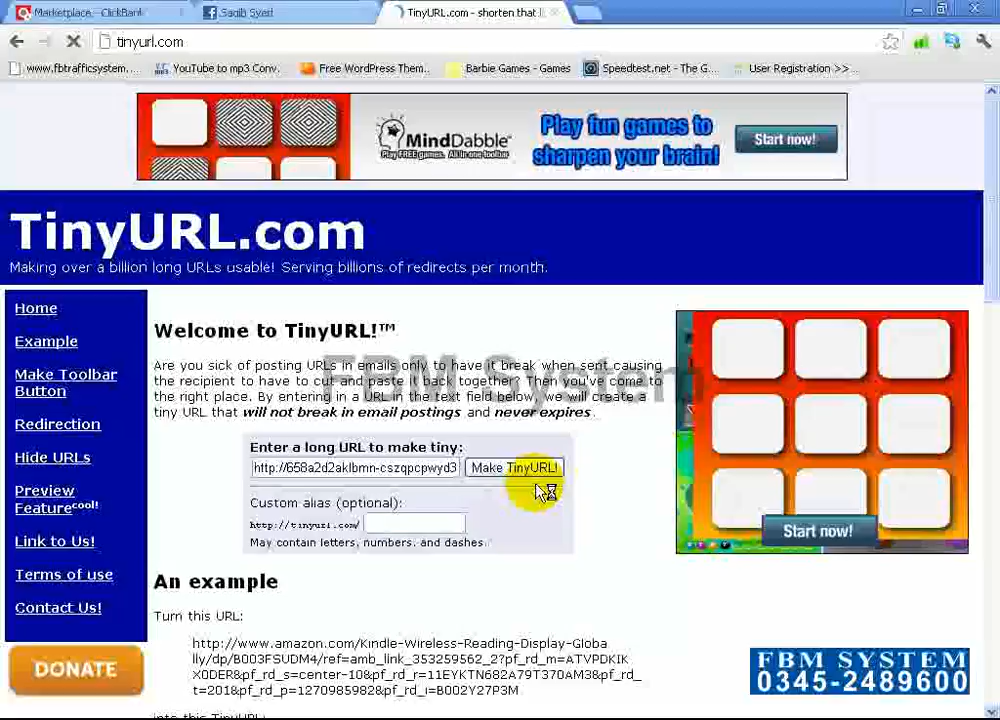 Marketplace - ClickBank
Saqib Syed
TinyURL.com - shorten that l
tinyurl.com
www.fbtrafficsystem....
YouTube to mp3 Conv...
Free WordPress Them...
Barbie Games - Games
Speedtest.net - The G...
User Registration >>...
MindDabble
Play FREE games. All in one toolbar
Play fun games to
sharpen your brain!
Start now!
TinyURL.com
Making over a billion long URLs usable! Serving billions of redirects per month.
Home
Example
Make Toolbar
Button
Redirection
Hide URLs
Preview
Feature cool!
Link to Us!
Terms of use
Contact Us!
DONATE
Welcome to TinyURL!™
Are you sick of posting URLs in emails only to have it break when sent causing
the recipient to have to cut and paste it back together? Then you've come to
the right place. By entering in a URL in the text field below, we will create a
tiny URL that will not break in email postings and never expires.
FBM System
Enter a long URL to make tiny:
http://658a2d2aklbmn-cszqpcpwyd3
Make TinyURL!
Custom alias (optional):
http://tinyurl.com/
May contain letters, numbers, and dashes.
Start now!
An example
Turn this URL:
http://www.amazon.com/Kindle-Wireless-Reading-Display-Globa
lly/dp/B003FSUDM4/ref=amb_link_353259562_2?pf_rd_m=ATVPDKIK
X0DER&pf_rd_s=center-10&pf_rd_r=11EYKTN682A79T370AM3&pf_rd_
t=201&pf_rd_p=1270985982&pf_rd_i=B002Y27P3M
into this TinyURL:
FBM SYSTEM
0345-2489600